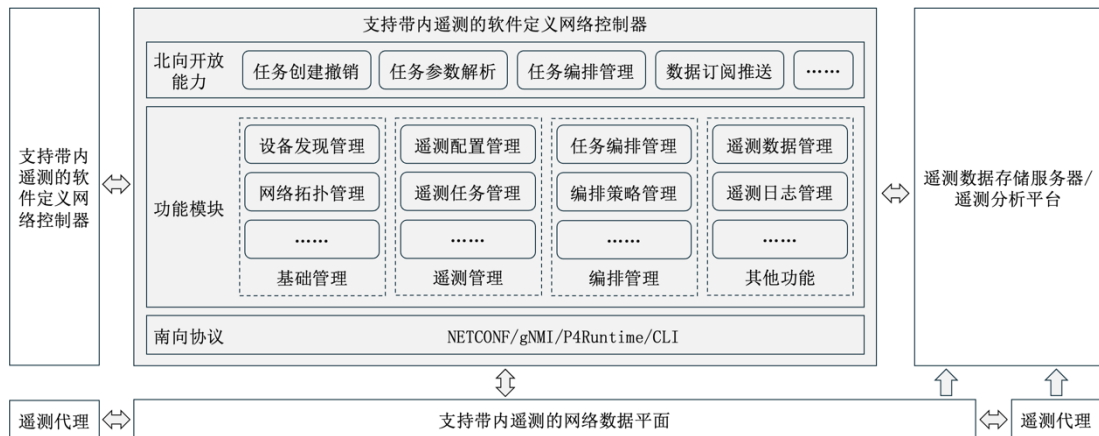 支持带内遥测的软件定义网络控制器
北向开放
能力
任务创建撤销
任务参数解析
任务编排管理
数据订阅推送
……
支持带内
遥测的软
件定义网
络控制器
功能模块
设备发现管理
网络拓扑管理
……
基础管理
遥测配置管理
遥测任务管理
……
遥测管理
任务编排管理
编排策略管理
……
编排管理
遥测数据管理
遥测日志管理
……
其他功能
遥测数据存储服务器/
遥测分析平台
南向协议
NETCONF/gNMI/P4Runtime/CLI
遥测代理
支持带内遥测的网络数据平面
遥测代理